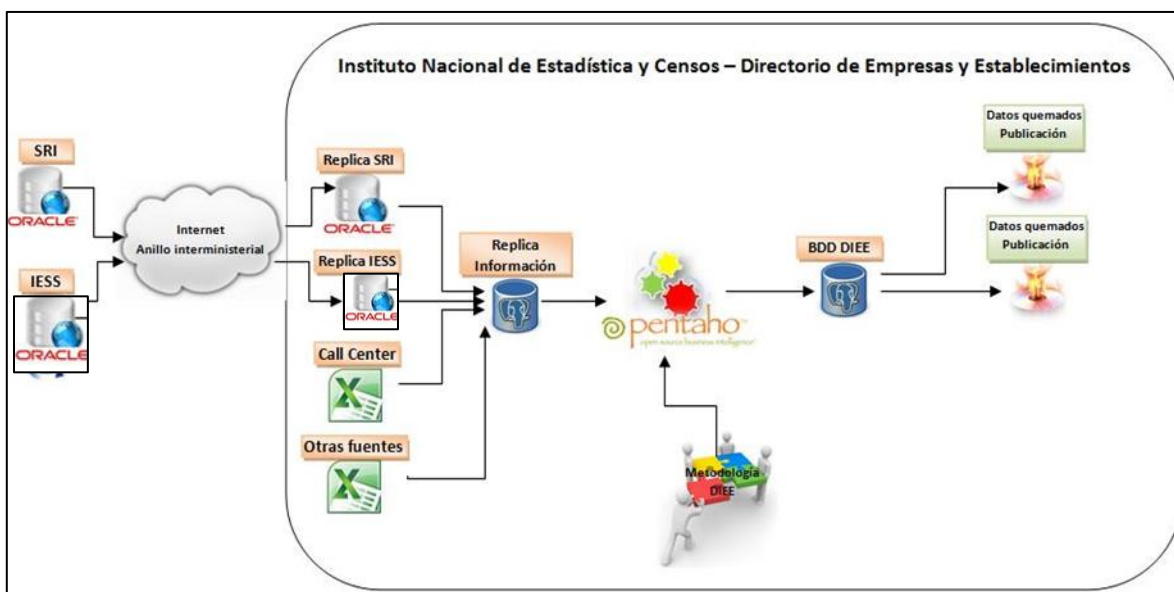 Instituto Nacional de Estadística y Censos – Directorio de Empresas y Establecimientos
SRI
ORACLE
IESS
ORACLE
Internet
Anillo interministerial
Replica SRI
ORACLE
Replica IESS
ORACLE
Call Center
Otras fuentes
Replica
Información
pentaho™
open source business intelligence
Metodología
DIEE
BDD DIEE
Datos quemados
Publicación
Datos quemados
Publicación